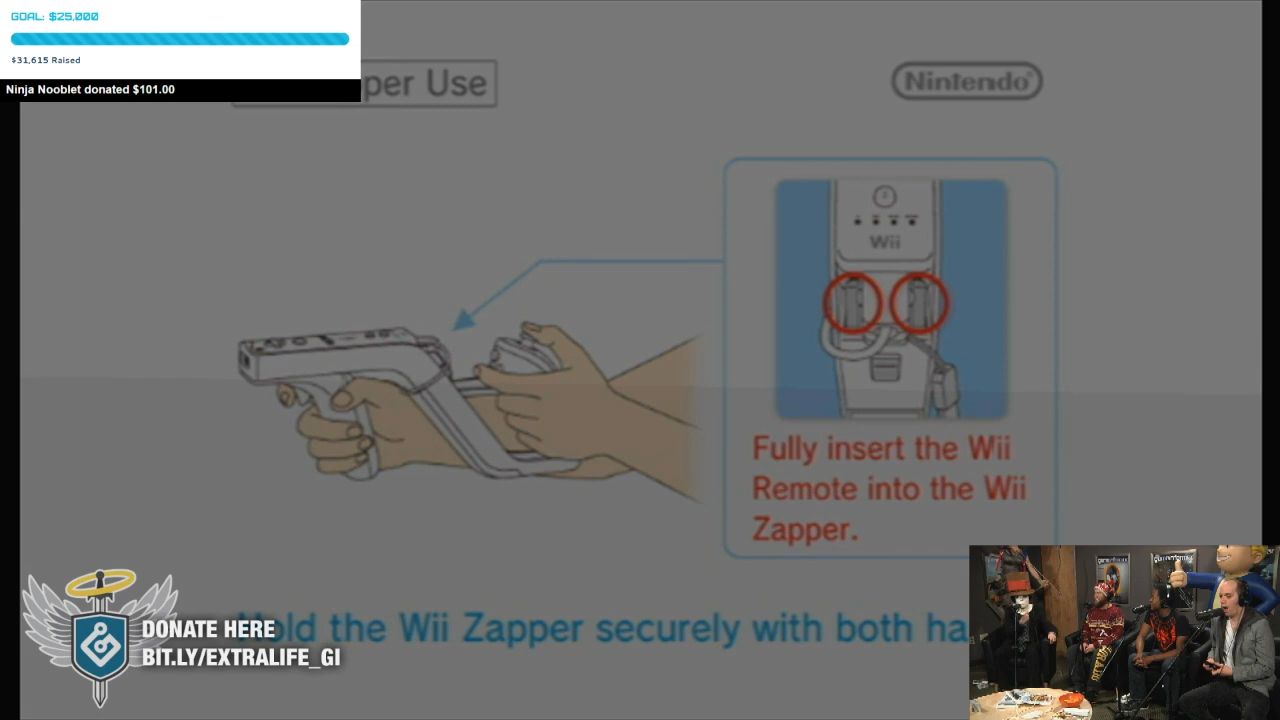 GOAL: $25,000
$31,615 Raised
Ninja Nooblet donated $101.00
per Use
Nintendo®
Wii
Fully insert the Wii
Remote into the Wii
Zapper.
Hold the Wii Zapper securely with both ha
DONATE HERE
BIT.LY/EXTRALIFE_GI